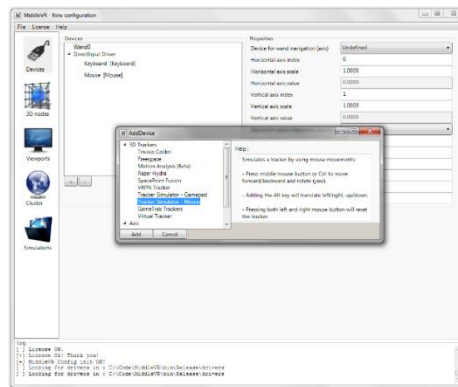 MiddleVR - New configuration
File License Help
Devices
3D nodes
Viewports
Cluster
Simulations
Devices
Wand0
DirectInput Driver
Keyboard [Keyboard]
Mouse [Mouse]
+
-
Properties
Device for wand navigation (axis) Undefined
Horizontal axis index 0
Horizontal axis scale 1.0000
Horizontal axis value 0.0000
Vertical axis index 1
Vertical axis scale 1.0000
Vertical axis value 0.0000
AddDevice
3D Trackers
Trivisio Colibri
Freespace
Motion Analysis (Beta)
Razer Hydra
SpacePoint Fusion
VRPN Tracker
Tracker Simulator - Gamepad
Tracker Simulator - Mouse
GameTrak Trackers
Virtual Tracker
Axis
Help :
Simulates a tracker by using mouse movements:
- Press middle mouse button or Ctrl to move
forward/backward and rotate (yaw).
- Adding the Alt key will translate left/right, up/down.
- Pressing both left and right mouse button will reset
the tracker.
Add Cancel
Log
[ ] License OK.
[+] License Ok! Thank you!
[+] MiddleVR Config init OK!
[ ] Looking for drivers in : C:\Code\MiddleVR\bin\Release\drivers
[ ] Looking for drivers in : C:\Code\MiddleVR\bin\Release\drivers